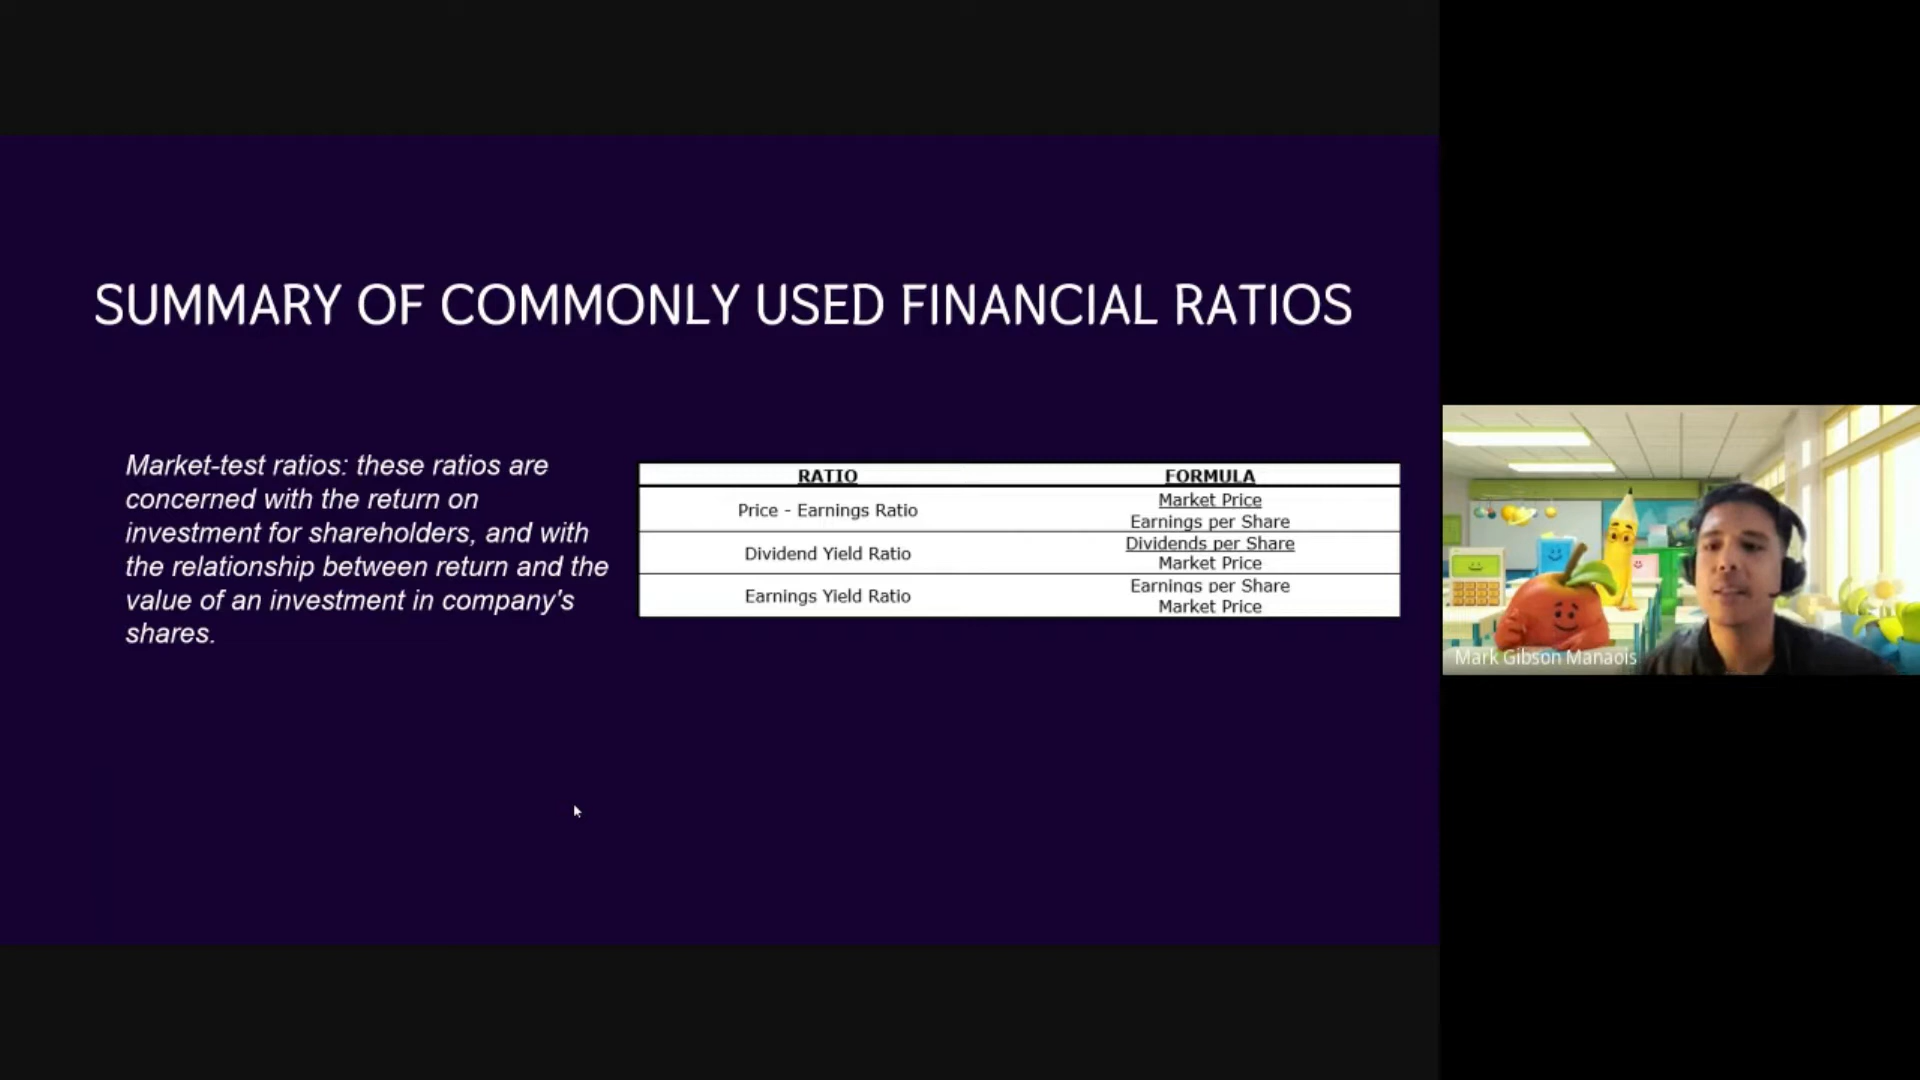 SUMMARY OF COMMONLY USED FINANCIAL RATIOS
Market-test ratios: these ratios are
concerned with the return on
investment for shareholders, and with
the relationship between return and the
value of an investment in company's
shares.
RATIO FORMULA
Price - Earnings Ratio
Market Price
Earnings per Share
Dividend Yield Ratio
Dividends per Share
Market Price
Earnings Yield Ratio
Earnings per Share
Market Price
Mark Gibson Manaois